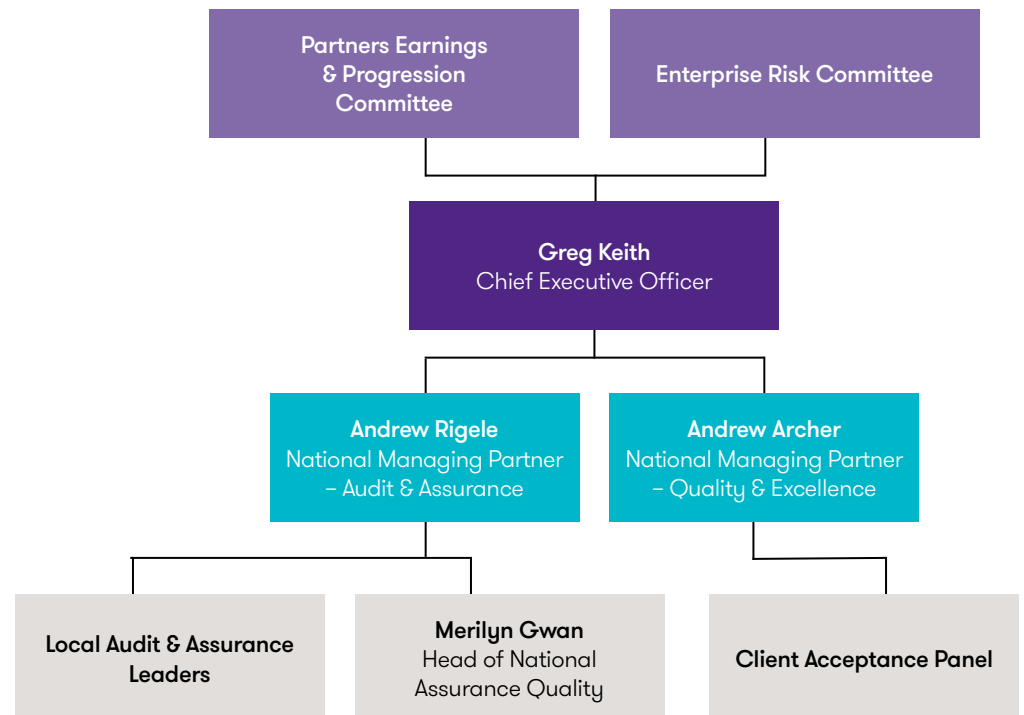 Partners Earnings
& Progression
Committee
Enterprise Risk Committee
Greg Keith
Chief Executive Officer
Andrew Rigele
National Managing Partner
– Audit & Assurance
Andrew Archer
National Managing Partner
– Quality & Excellence
Local Audit & Assurance
Leaders
Merilyn Gwan
Head of National
Assurance Quality
Client Acceptance Panel